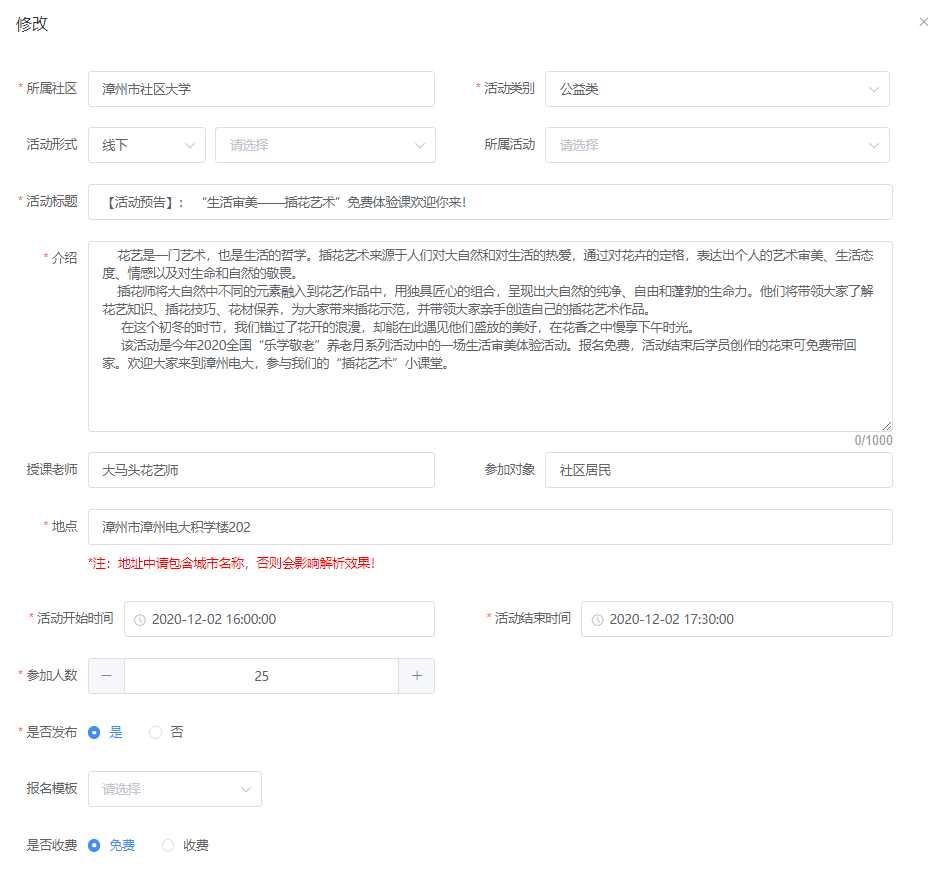 修改
* 所属社区 漳州市社区大学 * 活动类别 公益类
活动形式 线下 请选择 所属活动 请选择
* 活动标题 【活动预告】： “生活审美——插花艺术”免费体验课欢迎你来！
* 介绍 花艺是一门艺术，也是生活的哲学。插花艺术来源于人们对大自然和对生活的热爱，通过对花卉的定格，表达出个人的艺术审美、生活态
度、情感以及对生命和自然的敬畏。
插花师将大自然中不同的元素融入到花艺作品中，用独具匠心的组合，呈现出大自然的纯净、自由和蓬勃的生命力。他们将带领大家了解
花艺知识、插花技巧、花材保养，为大家带来插花示范，并带领大家亲手创造自己的插花艺术作品。
在这个初冬的时节，我们错过了花开的浪漫，却能在此遇见他们盛放的美好，在花香之中慢享下午时光。
该活动是今年2020全国“乐学敬老”养老月系列活动中的一场生活审美体验活动。报名免费，活动结束后学员创作的花束可免费带回
家。欢迎大家来到漳州电大，参与我们的“插花艺术”小课堂。
0/1000
授课老师 大马头花艺师 参加对象 社区居民
* 地点 漳州市漳州电大积学楼202
*注：地址中请包含城市名称，否则会影响解析效果！
* 活动开始时间 2020-12-02 16:00:00 * 活动结束时间 2020-12-02 17:30:00
* 参加人数 － 25 ＋
* 是否发布 是 否
报名模板 请选择
是否收费 免费 收费